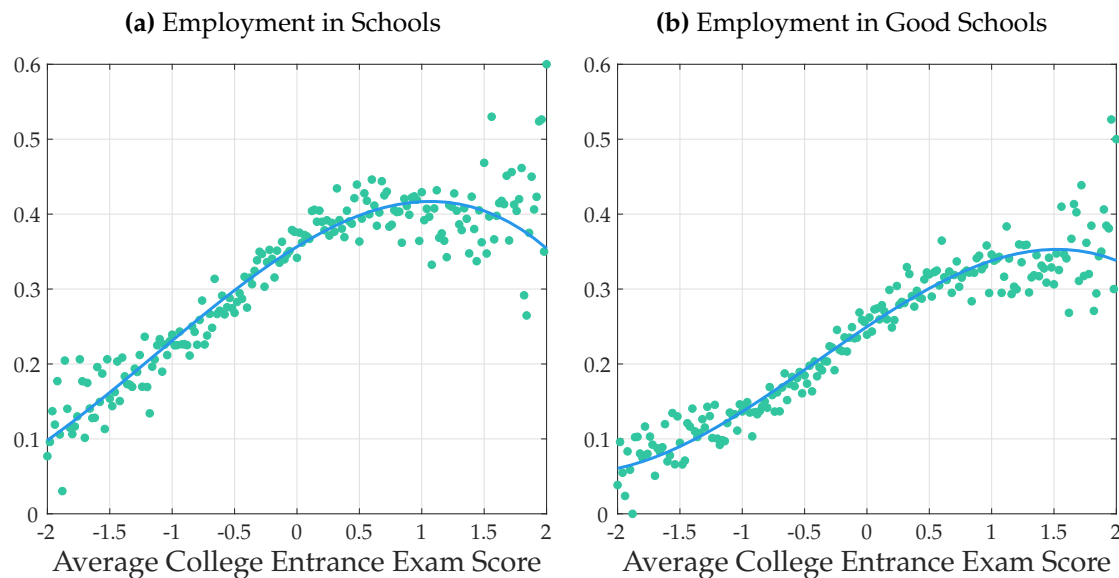 (a) Employment in Schools
0.6
0.5
0.4
0.3
0.2
0.1
0
-2 -1.5 -1 -0.5 0 0.5 1 1.5 2
Average College Entrance Exam Score
(b) Employment in Good Schools
0.6
0.5
0.4
0.3
0.2
0.1
0
-2 -1.5 -1 -0.5 0 0.5 1 1.5 2
Average College Entrance Exam Score